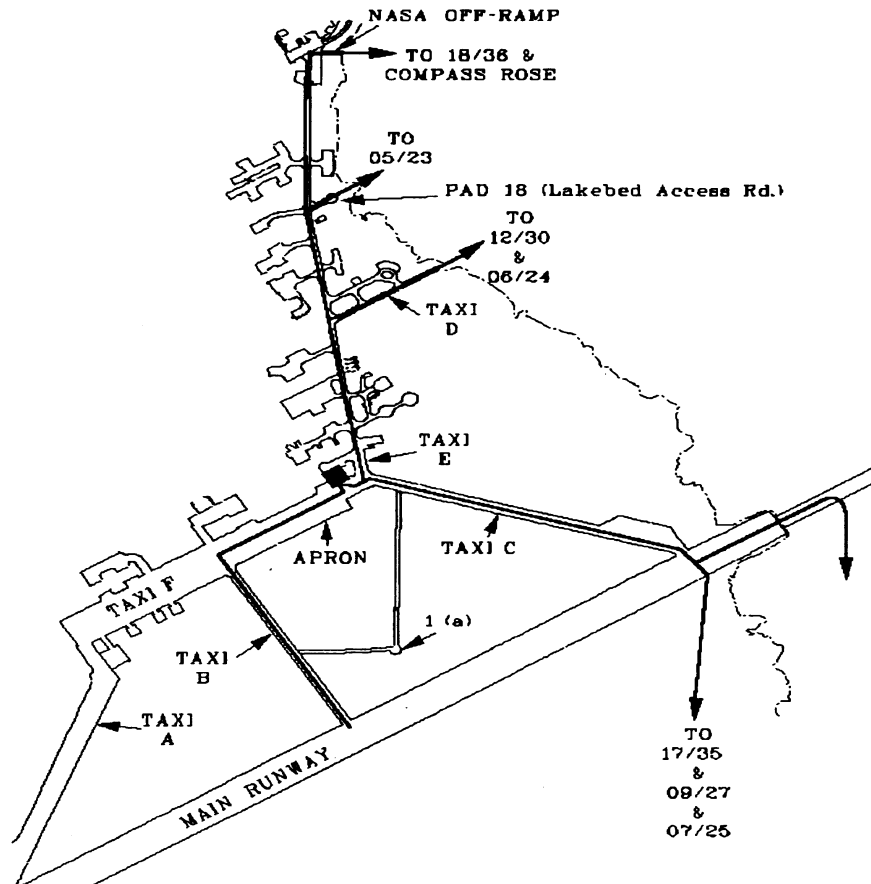 NASA OFF-RAMP
TO 18/36 &
COMPASS ROSE
TO
05/23
PAD 18 (Lakebed Access Rd.)
TO
12/30
&
06/24
TAXI
D
TAXI
E
APRON
TAXI C
TAXI F
1 (a)
TAXI
B
TAXI
A
MAIN RUNWAY
TO
17/35
&
09/27
&
07/25